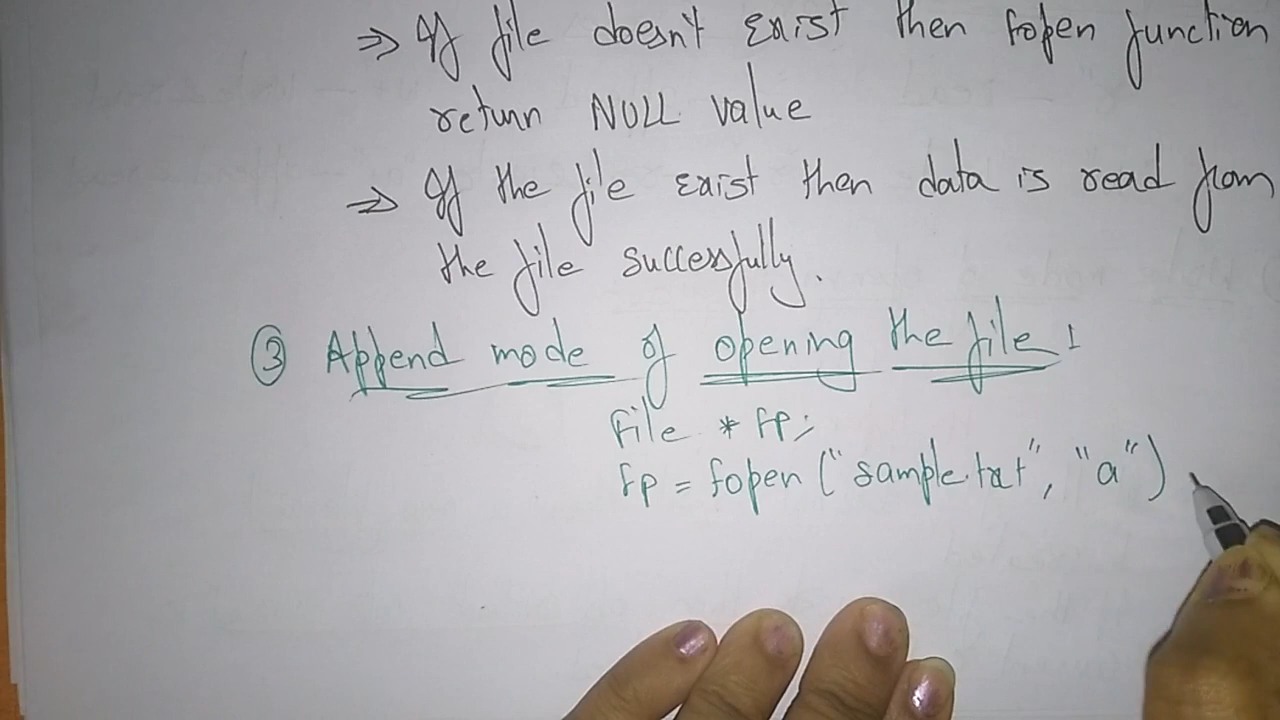 ⇒ If file doesn't exist then fopen function
return NULL value
⇒ If the file exist then data is read from
the file successfully.
③ Append mode of opening the file :
File * fp;
fp = fopen ("sample.txt", "a")